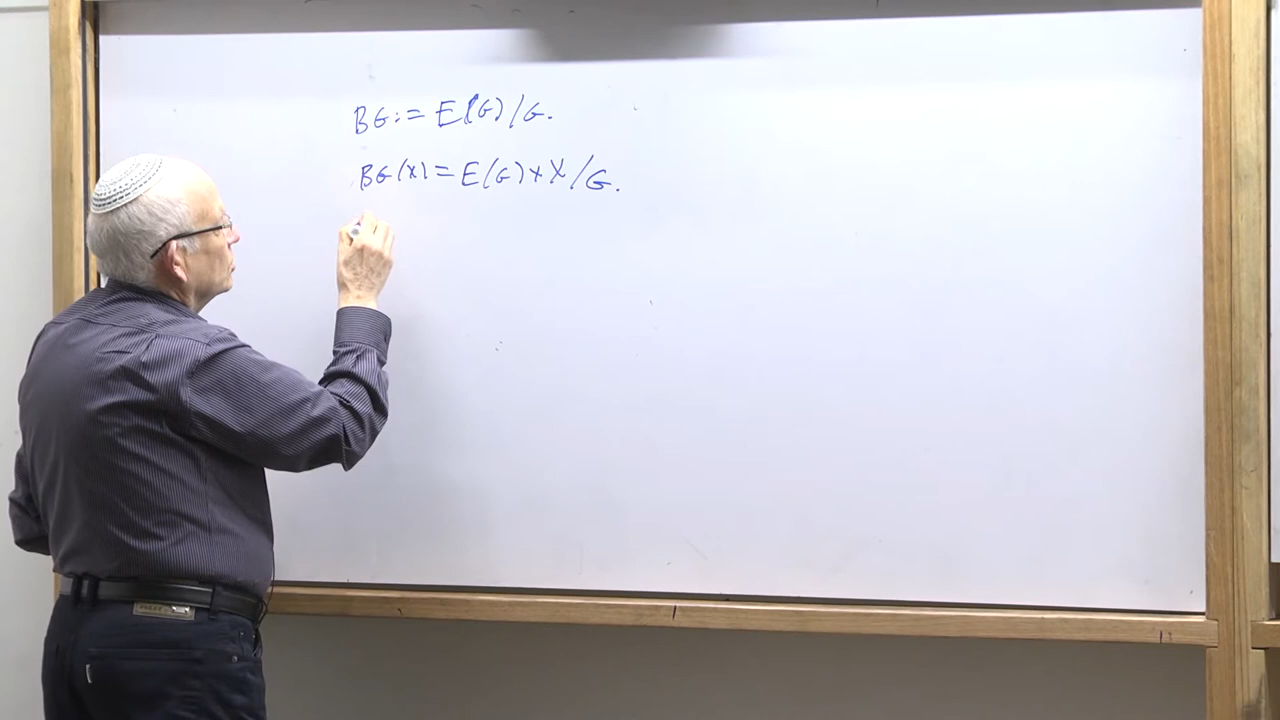 BG := E(G)/G.
BG(X) = E(G) × X/G.